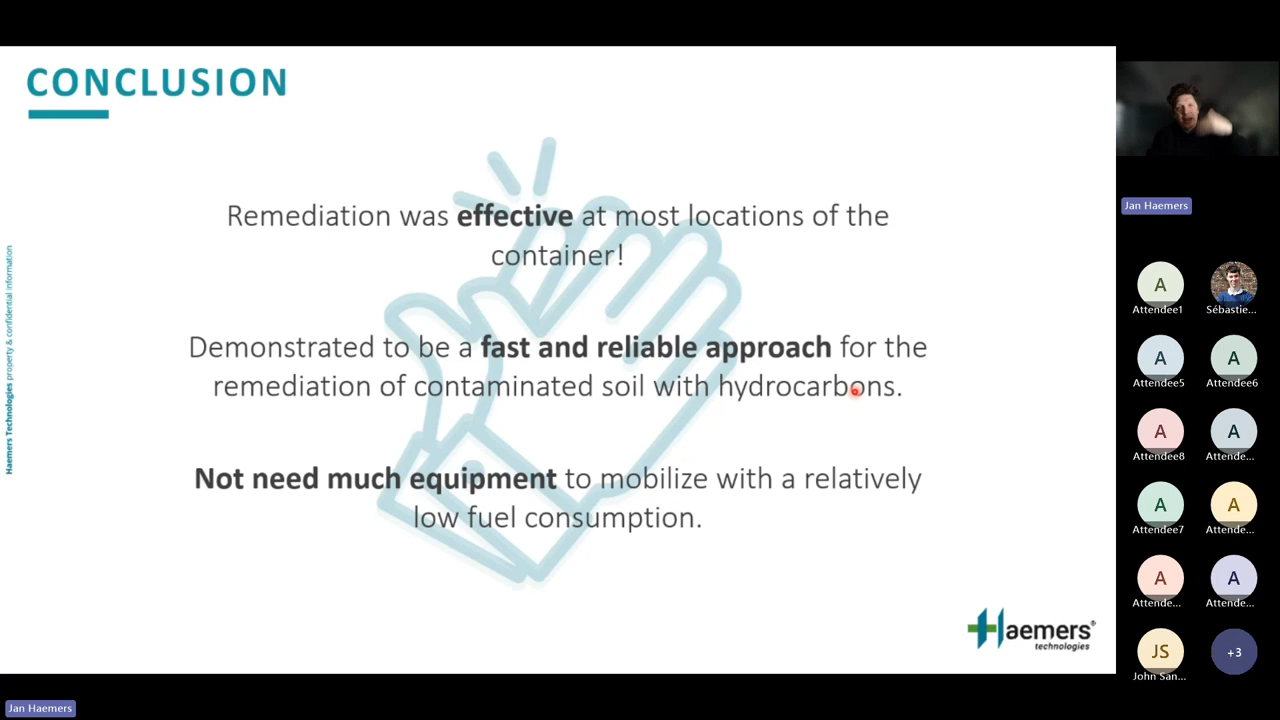 CONCLUSION
Remediation was effective at most locations of the
container!
Demonstrated to be a fast and reliable approach for the
remediation of contaminated soil with hydrocarbons.
Not need much equipment to mobilize with a relatively
low fuel consumption.
Haemers Technologies property & confidential information
Haemers®
technologies
Jan Haemers
A
Attendee1
Sébastie...
A
Attendee5
A
Attendee6
A
Attendee8
A
Attende...
A
Attendee7
A
Attende...
A
Attende...
A
Attende...
JS
John San...
+3
Jan Haemers